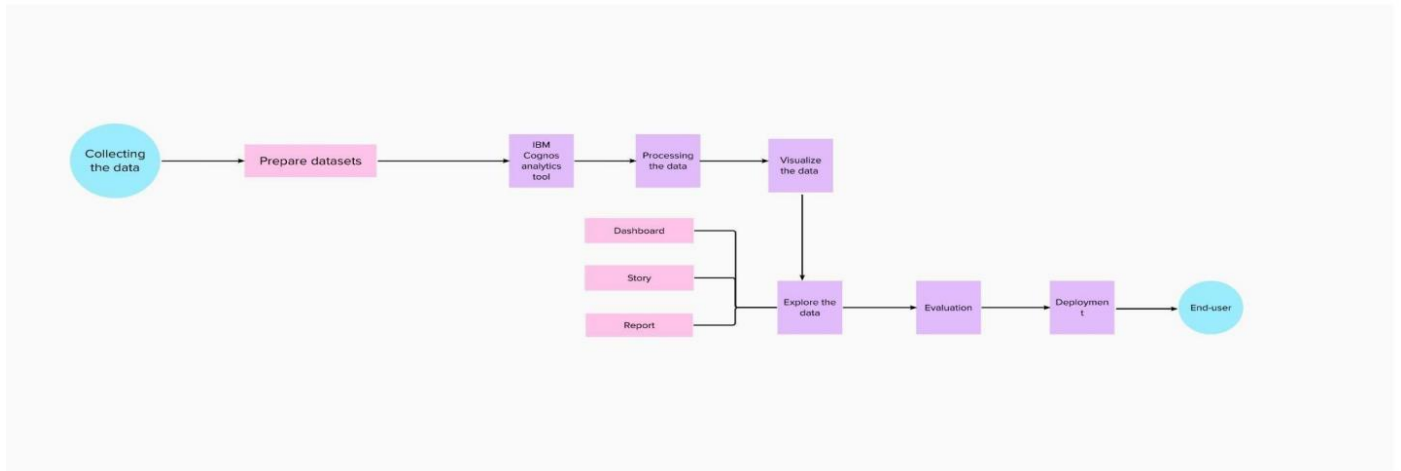 Collecting
the data
Prepare datasets
IBM
Cognos
analytics
tool
Processing
the data
Visualize
the data
Dashboard
Story
Report
Explore the
data
Evaluation
Deploymen
t
End-user